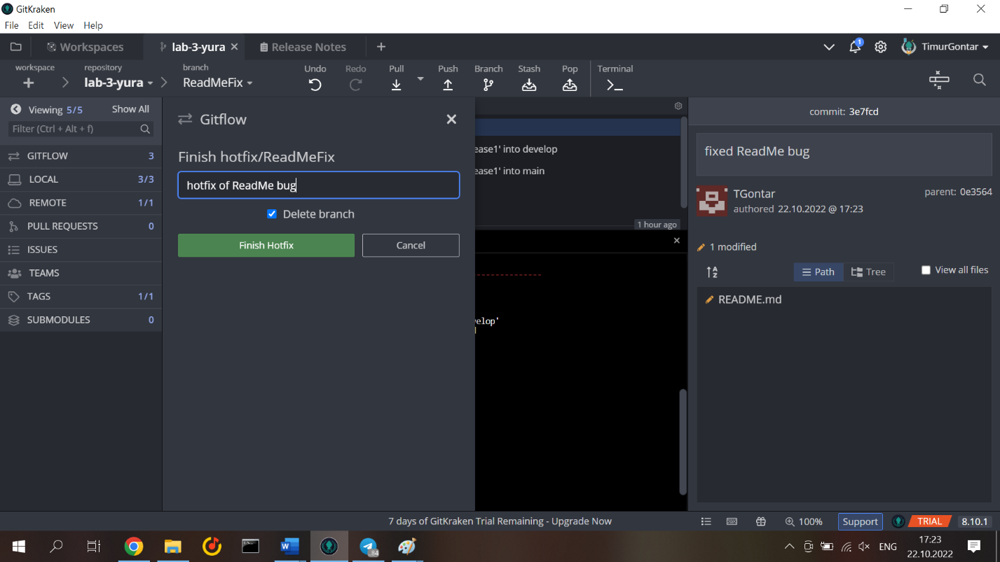 GitKraken
File Edit View Help
Workspaces
lab-3-yura
Release Notes
1
TimurGontar
workspace
repository
lab-3-yura
branch
ReadMeFix
Undo
Redo
Pull
Push
Branch
Stash
Pop
Terminal
Viewing 5/5 Show All
Filter (Ctrl + Alt + f)
GITFLOW 3
LOCAL 3/3
REMOTE 1/1
PULL REQUESTS 0
ISSUES
TEAMS
TAGS 1/1
SUBMODULES 0
Gitflow
Finish hotfix/ReadMeFix
hotfix of ReadMe bug
Delete branch
Finish Hotfix Cancel
ease1' into develop
ease1' into main
1 hour ago
velop'
commit: 3e7fcd
fixed ReadMe bug
TGontar
authored 22.10.2022 @ 17:23
parent: 0e3564
1 modified
Path Tree
View all files
README.md
7 days of GitKraken Trial Remaining - Upgrade Now
100%
Support
TRIAL
8.10.1
84
ENG
17:23
22.10.2022